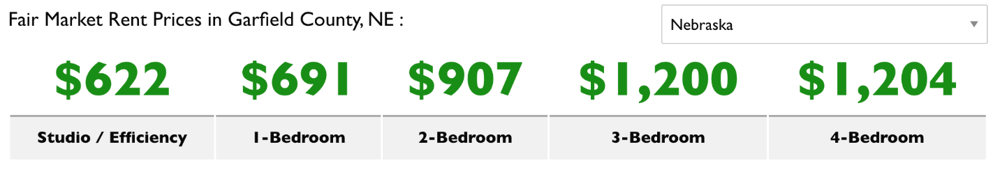 Fair Market Rent Prices in Garfield County, NE :
Nebraska
$622 $691 $907 $1,200 $1,204
Studio / Efficiency 1-Bedroom 2-Bedroom 3-Bedroom 4-Bedroom